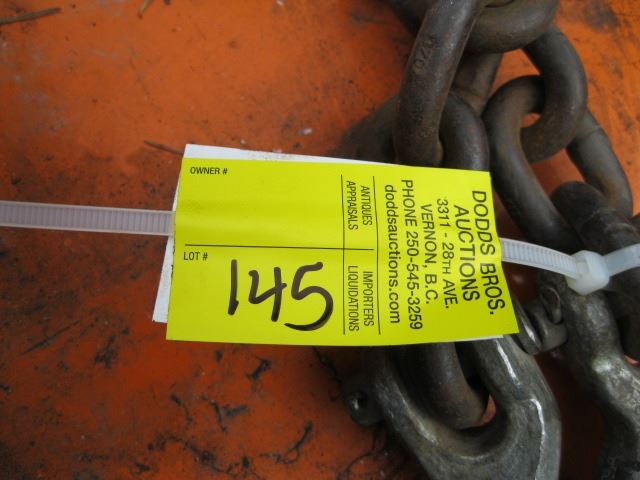 DODDS BROS.
AUCTIONS
3311 - 28TH AVE.
VERNON, B.C.
PHONE 250-545-3259
doddsauctions.com
ANTIQUES
APPRAISALS
IMPORTERS
LIQUIDATIONS
OWNER #
LOT #
145